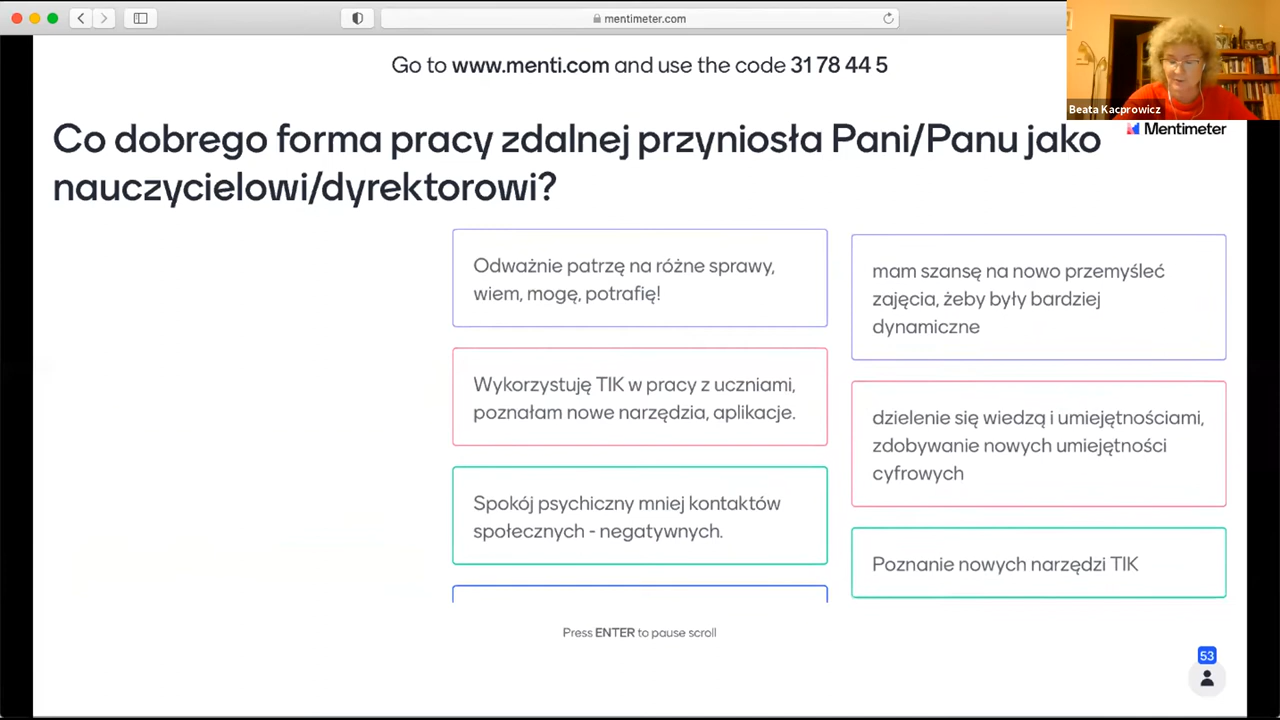 mentimeter.com
Go to www.menti.com and use the code 31 78 44 5
Beata Kacprowicz
Mentimeter
Co dobrego forma pracy zdalnej przyniosła Pani/Panu jako
nauczycielowi/dyrektorowi?
Odważnie patrzę na różne sprawy,
wiem, mogę, potrafię!
Wykorzystuję TIK w pracy z uczniami,
poznałam nowe narzędzia, aplikacje.
Spokój psychiczny mniej kontaktów
społecznych - negatywnych.
mam szansę na nowo przemyśleć
zajęcia, żeby były bardziej
dynamiczne
dzielenie się wiedzą i umiejętnościami,
zdobywanie nowych umiejętności
cyfrowych
Poznanie nowych narzędzi TIK
Press ENTER to pause scroll
53